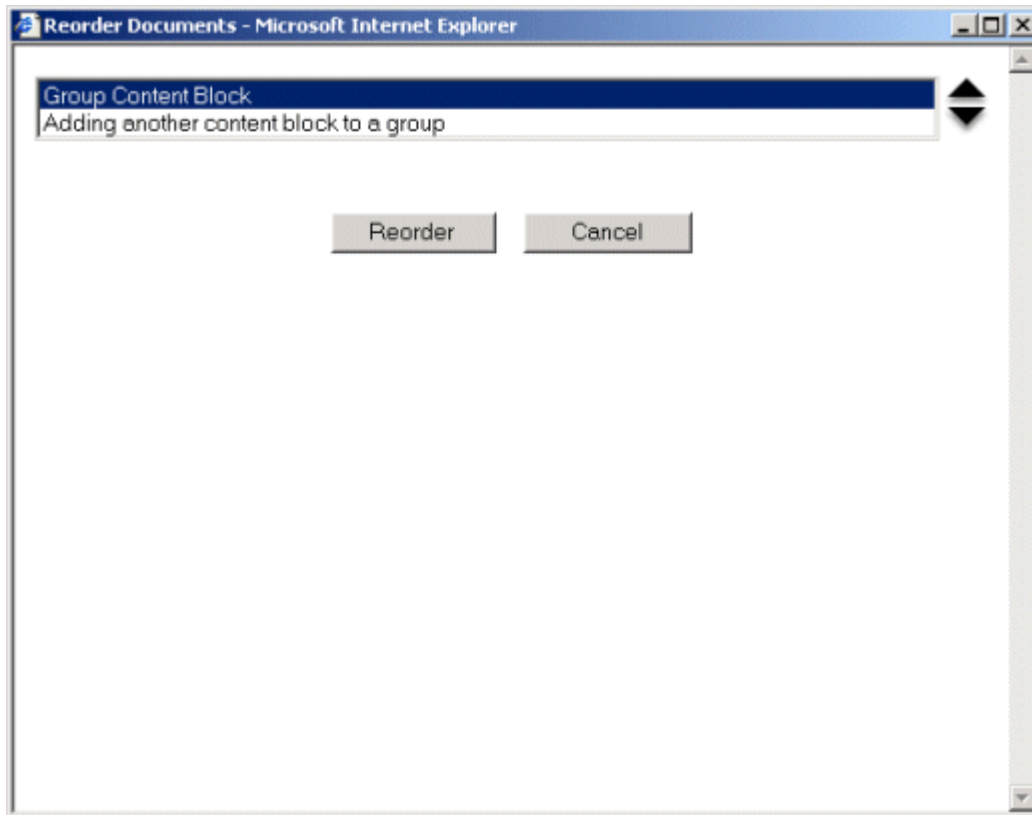 Reorder Documents - Microsoft Internet Explorer
Group Content Block
Adding another content block to a group
Reorder
Cancel